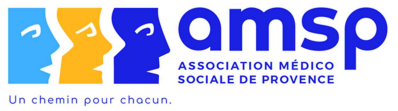 amsp
ASSOCIATION MÉDICO
SOCIALE DE PROVENCE
Un chemin pour chacun.